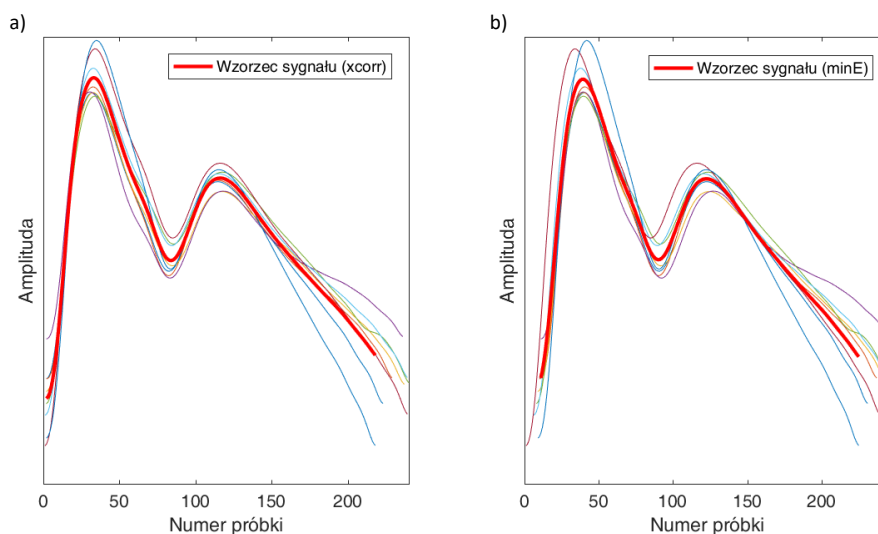 a)
Wzorzec sygnału (xcorr)
Amplituda
0 50 100 150 200
Numer próbki
b)
Wzorzec sygnału (minE)
Amplituda
0 50 100 150 200
Numer próbki